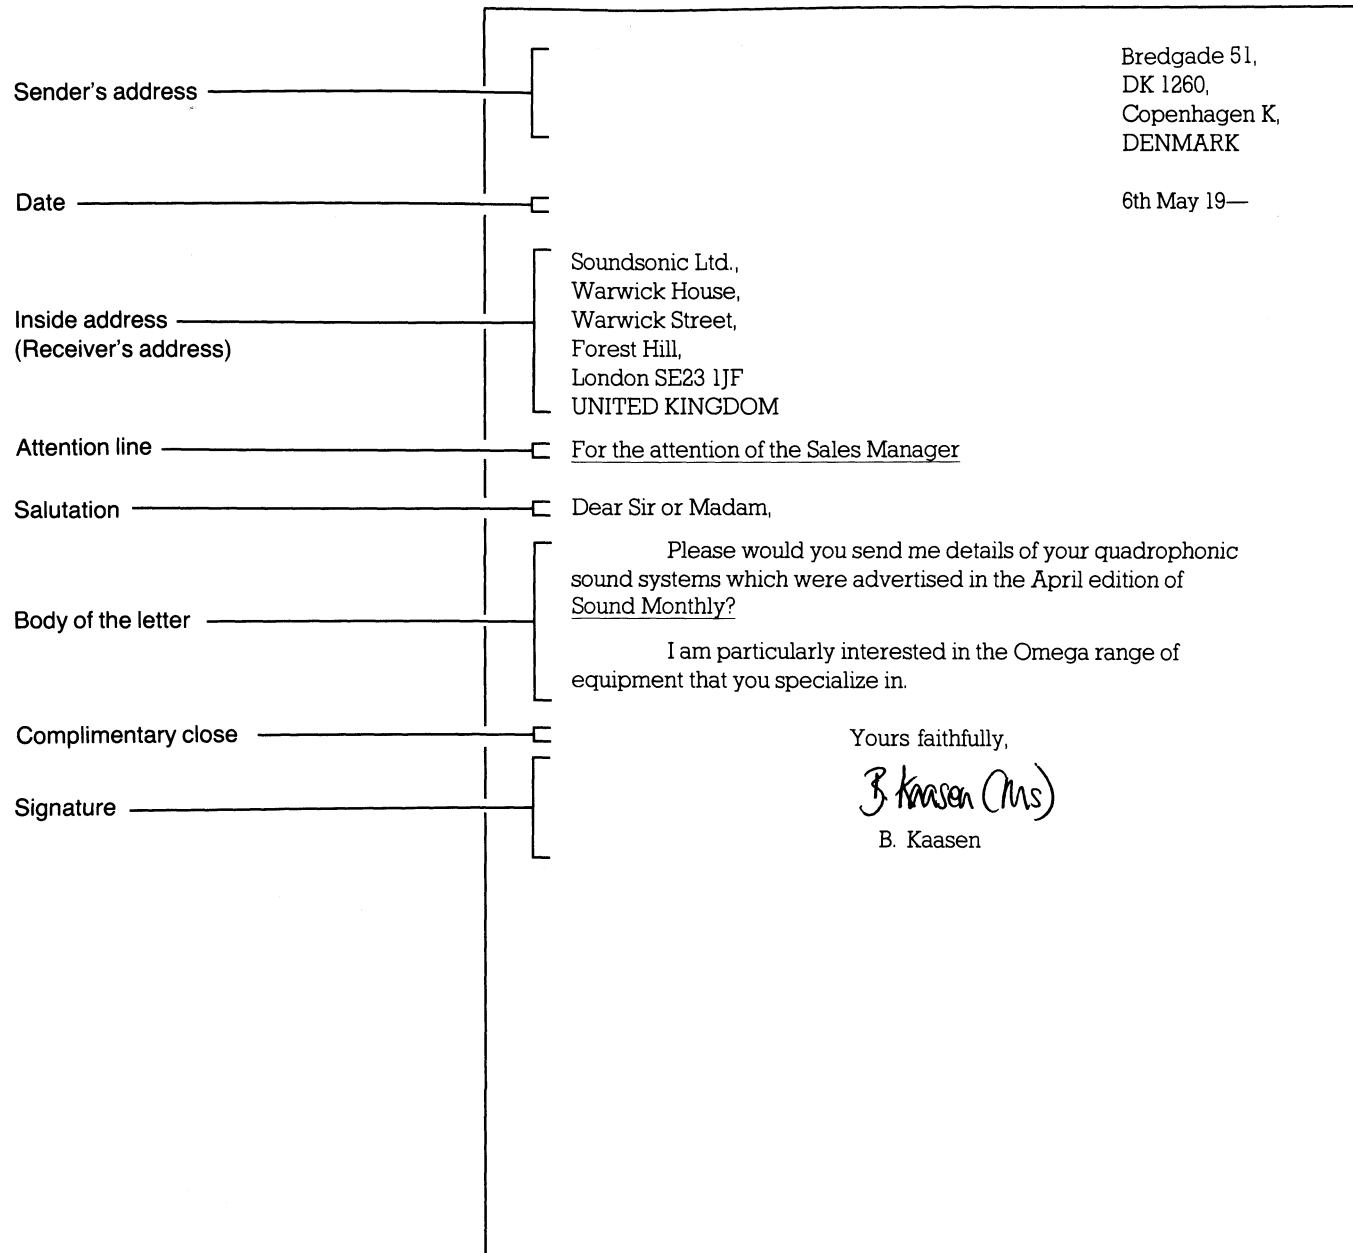 Bredgade 51,
Sender's address
DK 1260,
Copenhagen K,
DENMARK
Date
6th May 19—
Soundsonic Ltd.,
Warwick House,
Inside address
Warwick Street,
(Receiver's address)
Forest Hill,
London SE23 1JF
UNITED KINGDOM
Attention line
For the attention of the Sales Manager
Salutation
Dear Sir or Madam,
Please would you send me details of your quadrophonic
sound systems which were advertised in the April edition of
Sound Monthly?
Body of the letter
I am particularly interested in the Omega range of
equipment that you specialize in.
Complimentary close
Yours faithfully,
Signature
B. Kaasen (Ms)
B. Kaasen